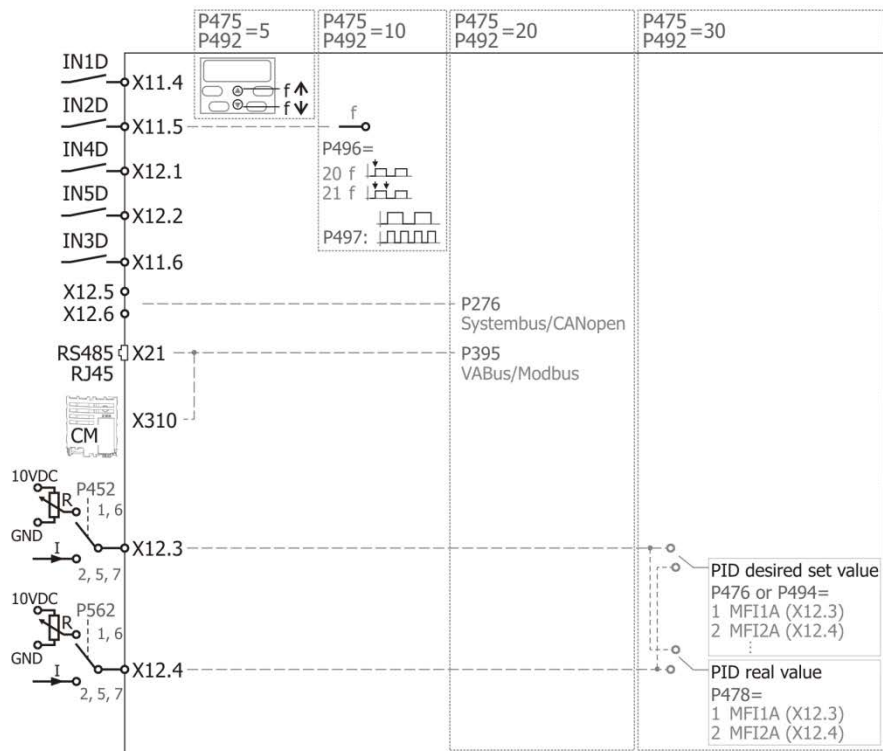 P475
P492 =5
P475
P492 =10
P475
P492 =20
P475
P492 =30
IN1D
X11.4
f
f
IN2D
X11.5
f
IN4D
X12.1
P496=
20 f
21 f
IN5D
X12.2
P497:
IN3D
X11.6
X12.5
X12.6
P276
Systembus/CANopen
RS485 X21
RJ45
P395
VABus/Modbus
X310
CM
10VDC
P452
R
1, 6
GND
I
X12.3
2, 5, 7
PID desired set value
P476 or P494=
1 MFI1A (X12.3)
2 MFI2A (X12.4)
10VDC
P562
R
1, 6
GND
I
X12.4
2, 5, 7
PID real value
P478=
1 MFI1A (X12.3)
2 MFI2A (X12.4)